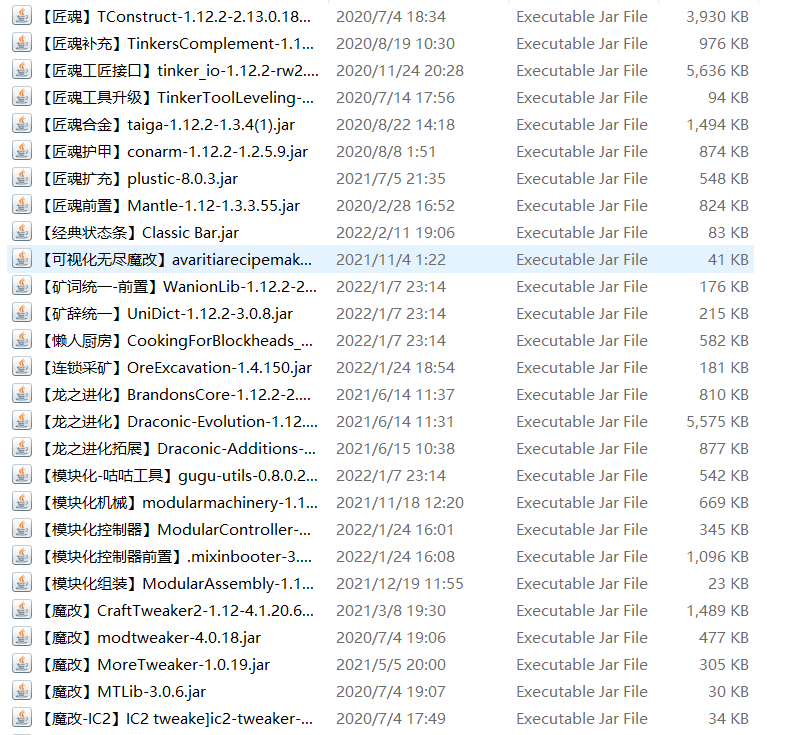 【匠魂】TConstruct-1.12.2-2.13.0.18... 2020/7/4 18:34 Executable Jar File 3,930 KB
【匠魂补充】TinkersComplement-1.1... 2020/8/19 10:30 Executable Jar File 976 KB
【匠魂工匠接口】tinker_io-1.12.2-rw2.... 2020/11/24 20:28 Executable Jar File 5,636 KB
【匠魂工具升级】TinkerToolLeveling-... 2020/7/14 17:56 Executable Jar File 94 KB
【匠魂合金】taiga-1.12.2-1.3.4(1).jar 2020/8/22 14:18 Executable Jar File 1,494 KB
【匠魂护甲】conarm-1.12.2-1.2.5.9.jar 2020/8/8 1:51 Executable Jar File 874 KB
【匠魂扩充】plustic-8.0.3.jar 2021/7/5 21:35 Executable Jar File 548 KB
【匠魂前置】Mantle-1.12-1.3.3.55.jar 2020/2/28 16:52 Executable Jar File 824 KB
【经典状态条】Classic Bar.jar 2022/2/11 19:06 Executable Jar File 83 KB
【可视化无尽魔改】avaritiarecipemak... 2021/11/4 1:22 Executable Jar File 41 KB
【矿词统一-前置】WanionLib-1.12.2-2... 2022/1/7 23:14 Executable Jar File 176 KB
【矿辞统一】UniDict-1.12.2-3.0.8.jar 2022/1/7 23:14 Executable Jar File 215 KB
【懒人厨房】CookingForBlockheads_... 2022/1/7 23:14 Executable Jar File 582 KB
【连锁采矿】OreExcavation-1.4.150.jar 2022/1/24 18:54 Executable Jar File 181 KB
【龙之进化】BrandonsCore-1.12.2-2.... 2021/6/14 11:37 Executable Jar File 810 KB
【龙之进化】Draconic-Evolution-1.12.... 2021/6/14 11:31 Executable Jar File 5,575 KB
【龙之进化拓展】Draconic-Additions-... 2021/6/15 10:38 Executable Jar File 877 KB
【模块化-咕咕工具】gugu-utils-0.8.0.2... 2022/1/7 23:14 Executable Jar File 542 KB
【模块化机械】modularmachinery-1.1... 2021/11/18 12:20 Executable Jar File 669 KB
【模块化控制器】ModularController-... 2022/1/24 16:01 Executable Jar File 345 KB
【模块化控制器前置】.mixinbooter-3.... 2022/1/24 16:08 Executable Jar File 1,096 KB
【模块化组装】ModularAssembly-1.1... 2021/12/19 11:55 Executable Jar File 23 KB
【魔改】CraftTweaker2-1.12-4.1.20.6... 2021/3/8 19:30 Executable Jar File 1,489 KB
【魔改】modtweaker-4.0.18.jar 2020/7/4 19:06 Executable Jar File 477 KB
【魔改】MoreTweaker-1.0.19.jar 2021/5/5 20:00 Executable Jar File 305 KB
【魔改】MTLib-3.0.6.jar 2020/7/4 19:07 Executable Jar File 30 KB
【魔改-IC2】IC2 tweake]ic2-tweaker-... 2020/7/4 17:49 Executable Jar File 34 KB